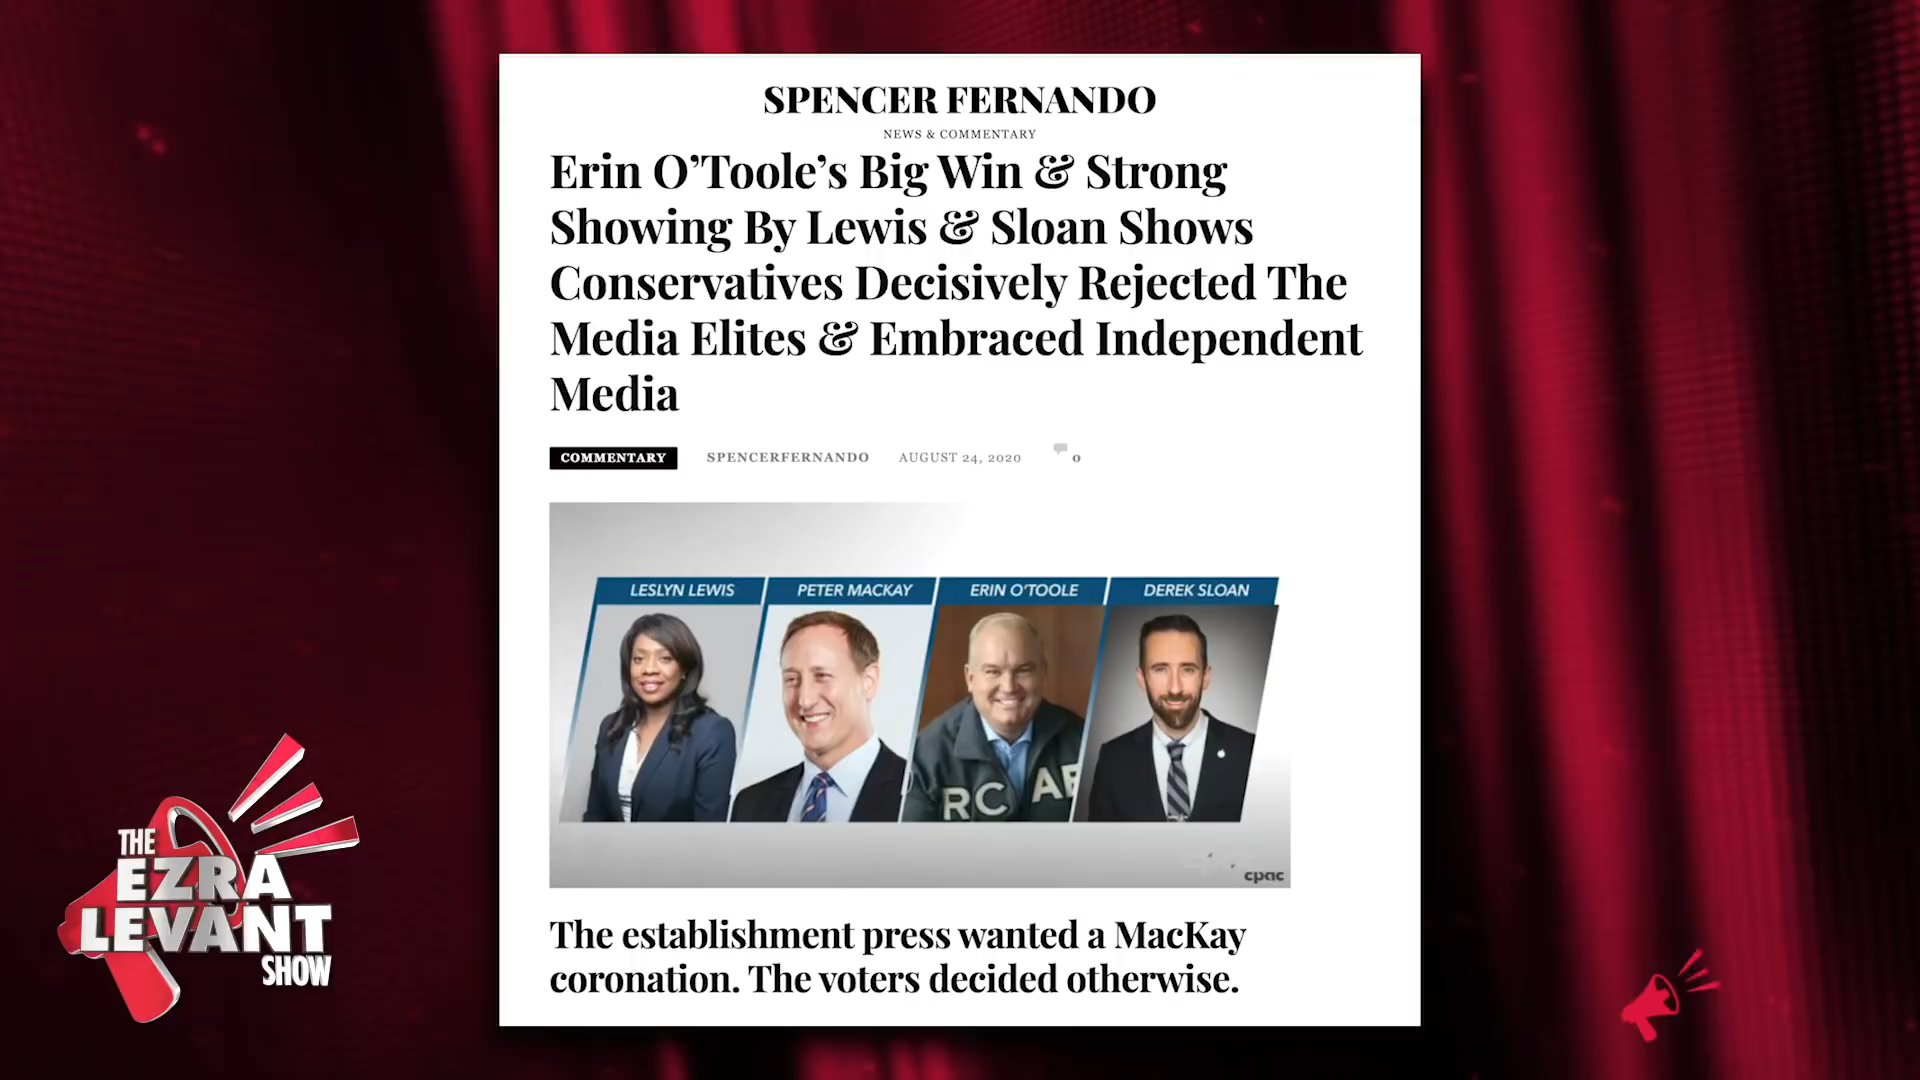 SPENCER FERNANDO
NEWS & COMMENTARY
Erin O'Toole's Big Win & Strong
Showing By Lewis & Sloan Shows
Conservatives Decisively Rejected The
Media Elites & Embraced Independent
Media
COMMENTARY SPENCERFERNANDO AUGUST 24, 2020 0
LESLYN LEWIS PETER MACKAY ERIN O'TOOLE DEREK SLOAN
RC AF
cpac
The establishment press wanted a MacKay
coronation. The voters decided otherwise.
THE
EZRA
LEVANT
SHOW